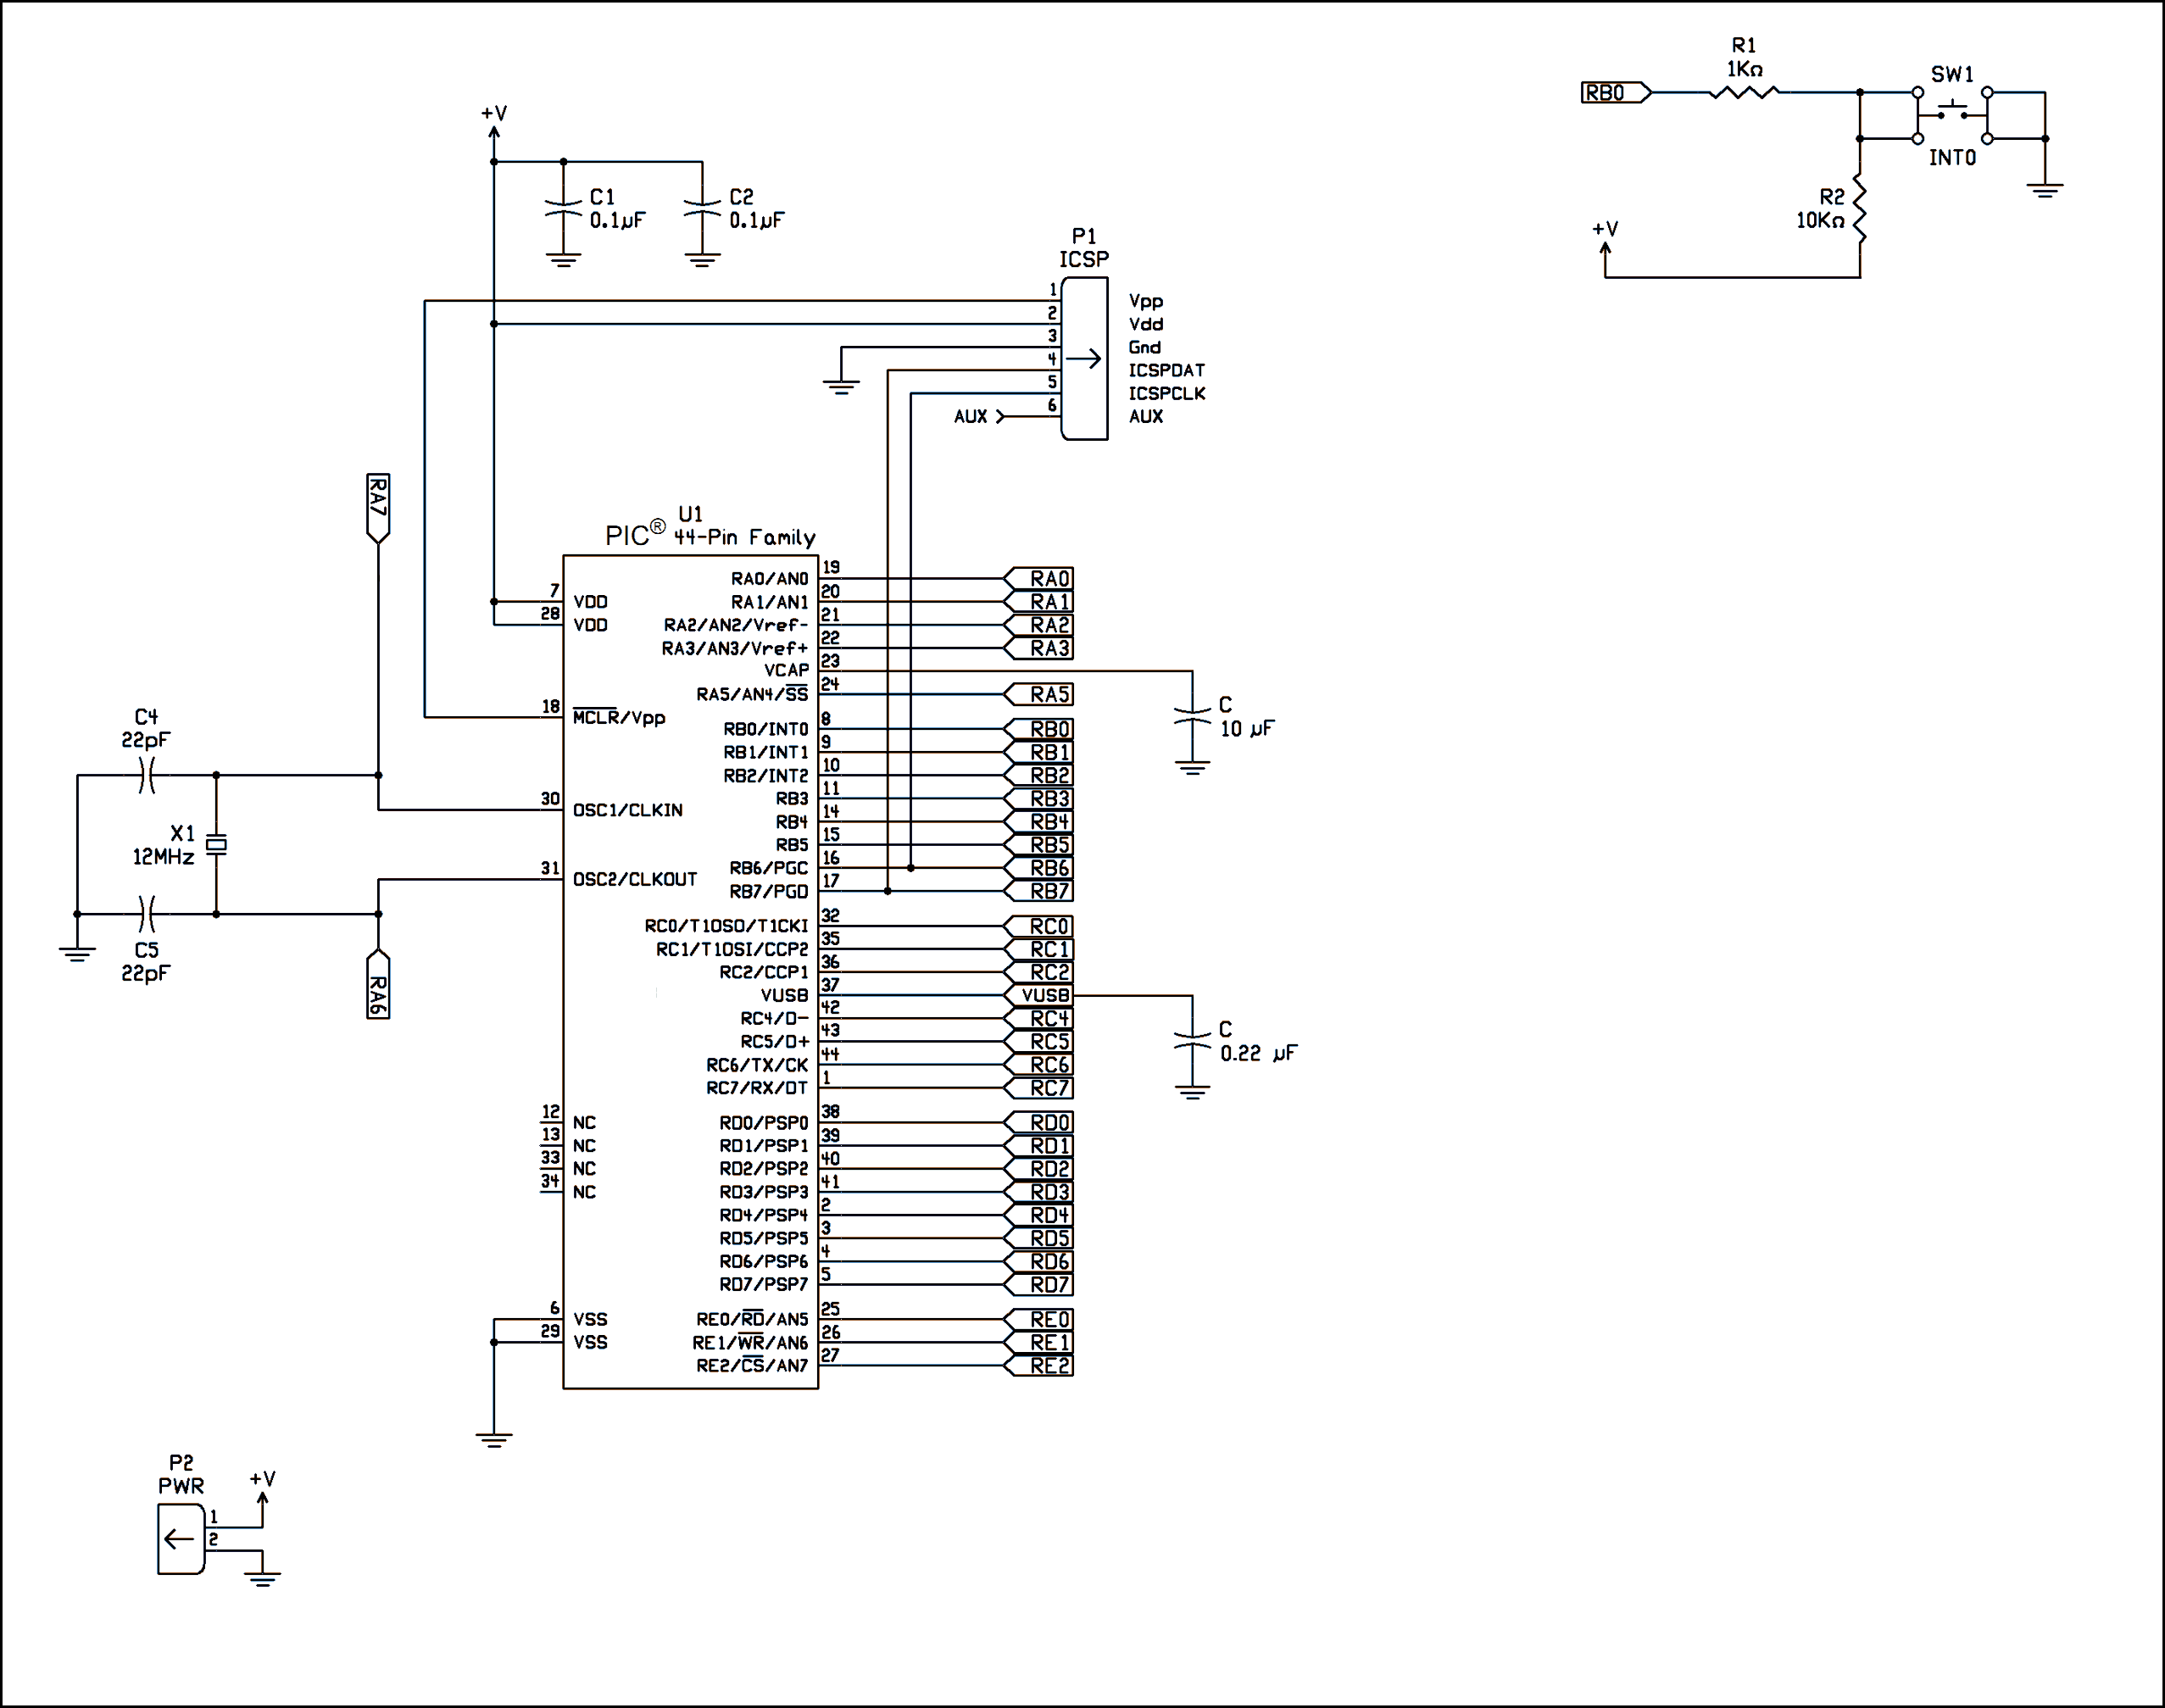 R1
1KΩ
RB0
SW1
INT0
R2
10KΩ
+V
+V
C1
0.1µF
C2
0.1µF
P1
ICSP
1 Vpp
2 Vdd
3 Gnd
4 ICSPDAT
5 ICSPCLK
AUX 6 AUX
RA7
U1
PIC® 44-Pin Family
7 VDD
28 VDD
18 MCLR/Vpp
30 OSC1/CLKIN
31 OSC2/CLKOUT
12 NC
13 NC
33 NC
34 NC
6 VSS
29 VSS
RA0/AN0 19 RA0
RA1/AN1 20 RA1
RA2/AN2/Vref- 21 RA2
RA3/AN3/Vref+ 22 RA3
VCAP 23
RA5/AN4/SS 24 RA5
RB0/INT0 8 RB0
RB1/INT1 9 RB1
RB2/INT2 10 RB2
RB3 11 RB3
RB4 14 RB4
RB5 15 RB5
RB6/PGC 16 RB6
RB7/PGD 17 RB7
RC0/T1OSO/T1CKI 32 RC0
RC1/T1OSI/CCP2 35 RC1
RC2/CCP1 36 RC2
VUSB 37 VUSB
RC4/D- 42 RC4
RC5/D+ 43 RC5
RC6/TX/CK 44 RC6
RC7/RX/DT 1 RC7
RD0/PSP0 38 RD0
RD1/PSP1 39 RD1
RD2/PSP2 40 RD2
RD3/PSP3 41 RD3
RD4/PSP4 2 RD4
RD5/PSP5 3 RD5
RD6/PSP6 4 RD6
RD7/PSP7 5 RD7
RE0/RD/AN5 25 RE0
RE1/WR/AN6 26 RE1
RE2/CS/AN7 27 RE2
C
10 µF
C
0.22 µF
C4
22pF
X1
12MHz
C5
22pF
RA6
P2
PWR
+V
1
2